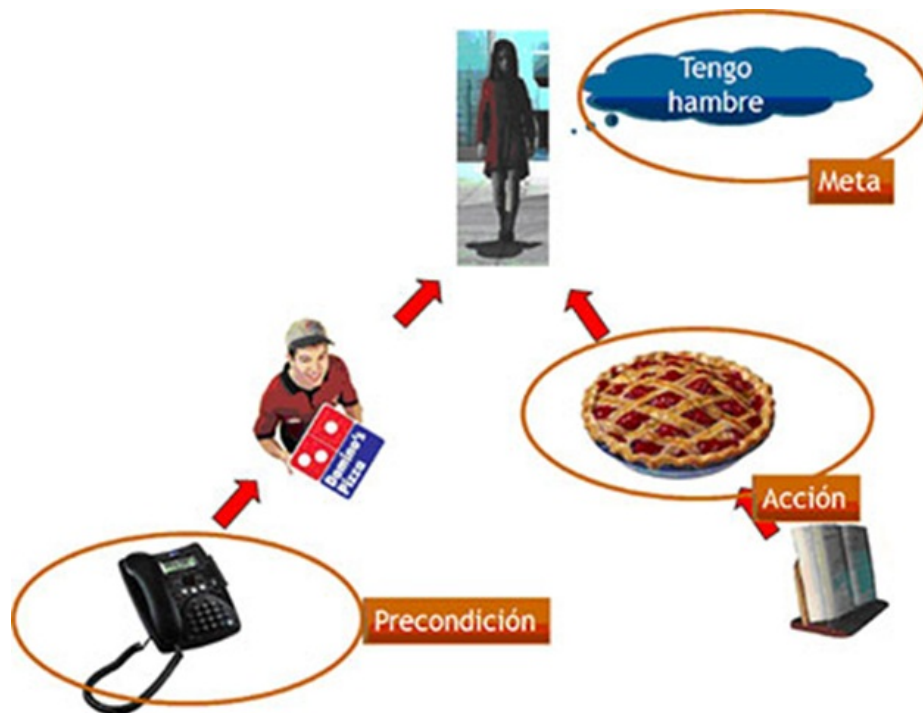 Tengo
hambre
Meta
Domino's
Pizza
Acción
Precondición